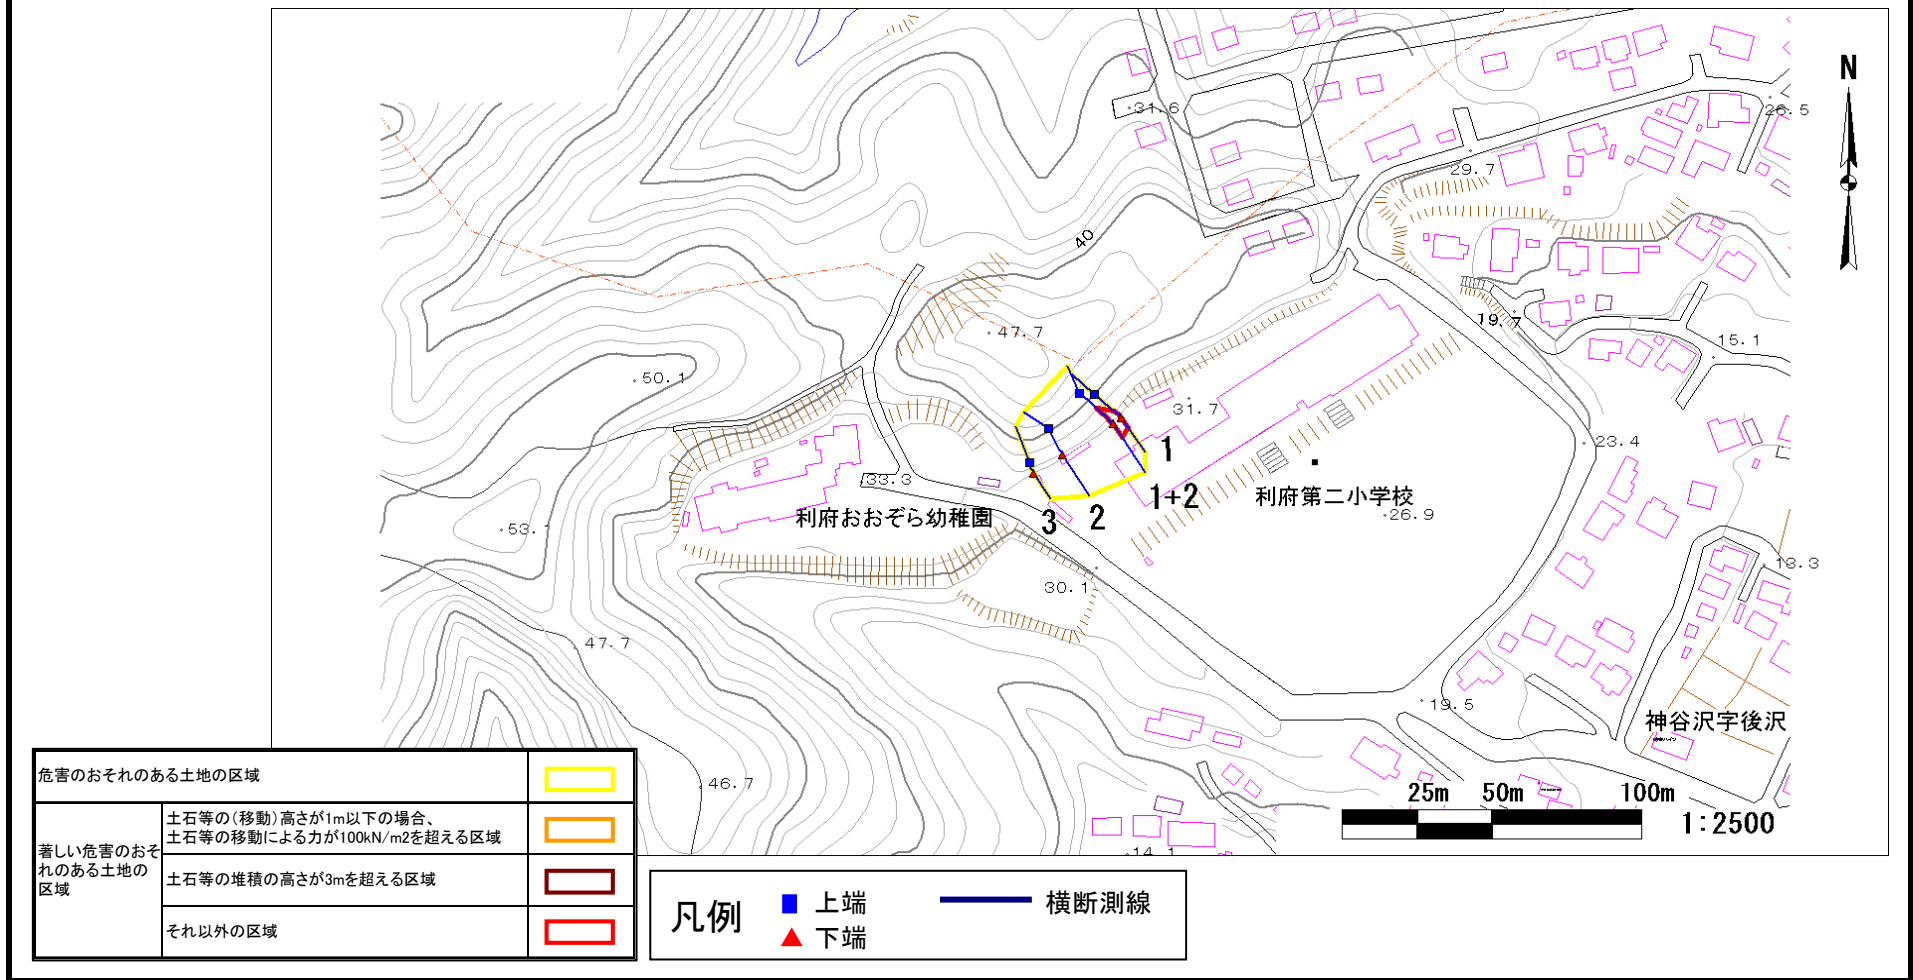 N
31.6
26.5
29.7
40
47.7
19.7
15.1
50.1
31.7
23.4
1
33.3
1+2
利府第二小学校
26.9
利府おおぞら幼稚園
3
2
53.1
30.1
13.3
47.7
19.5
神谷沢字後沢
46.7
25m 50m 100m
1:2500
14.1
危害のおそれのある土地の区域
著しい危害のおそ
れのある土地の
区域
土石等の(移動)高さが1m以下の場合、
土石等の移動による力が100kN/m2を超える区域
土石等の堆積の高さが3mを超える区域
それ以外の区域
凡例
上端
横断測線
下端